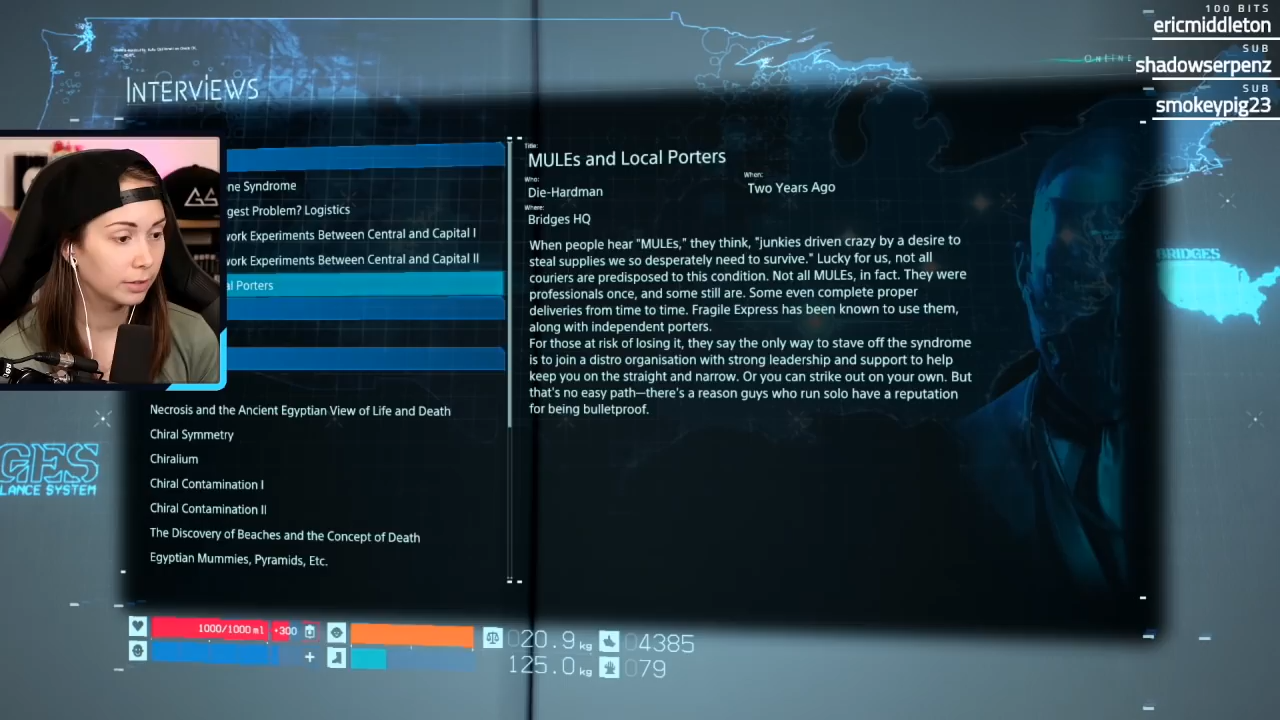 100 BITS
ericmiddleton
SUB
shadowserpenz
SUB
smokeypig23
ONLINE
INTERVIEWS
Title:
MULEs and Local Porters
Who:
Die-Hardman
When:
Two Years Ago
Where:
Bridges HQ
ne Syndrome
gest Problem? Logistics
work Experiments Between Central and Capital I
work Experiments Between Central and Capital II
al Porters
Necrosis and the Ancient Egyptian View of Life and Death
Chiral Symmetry
Chiralium
Chiral Contamination I
Chiral Contamination II
The Discovery of Beaches and the Concept of Death
Egyptian Mummies, Pyramids, Etc.
When people hear "MULEs," they think, "junkies driven crazy by a desire to
steal supplies we so desperately need to survive." Lucky for us, not all
couriers are predisposed to this condition. Not all MULEs, in fact. They were
professionals once, and some still are. Some even complete proper
deliveries from time to time. Fragile Express has been known to use them,
along with independent porters.
For those at risk of losing it, they say the only way to stave off the syndrome
is to join a distro organisation with strong leadership and support to help
keep you on the straight and narrow. Or you can strike out on your own. But
that's no easy path—there's a reason guys who run solo have a reputation
for being bulletproof.
BRIDGES
GES
LANCE SYSTEM
1000/1000 ml
+300
020.9 kg
04385
125.0 kg
079